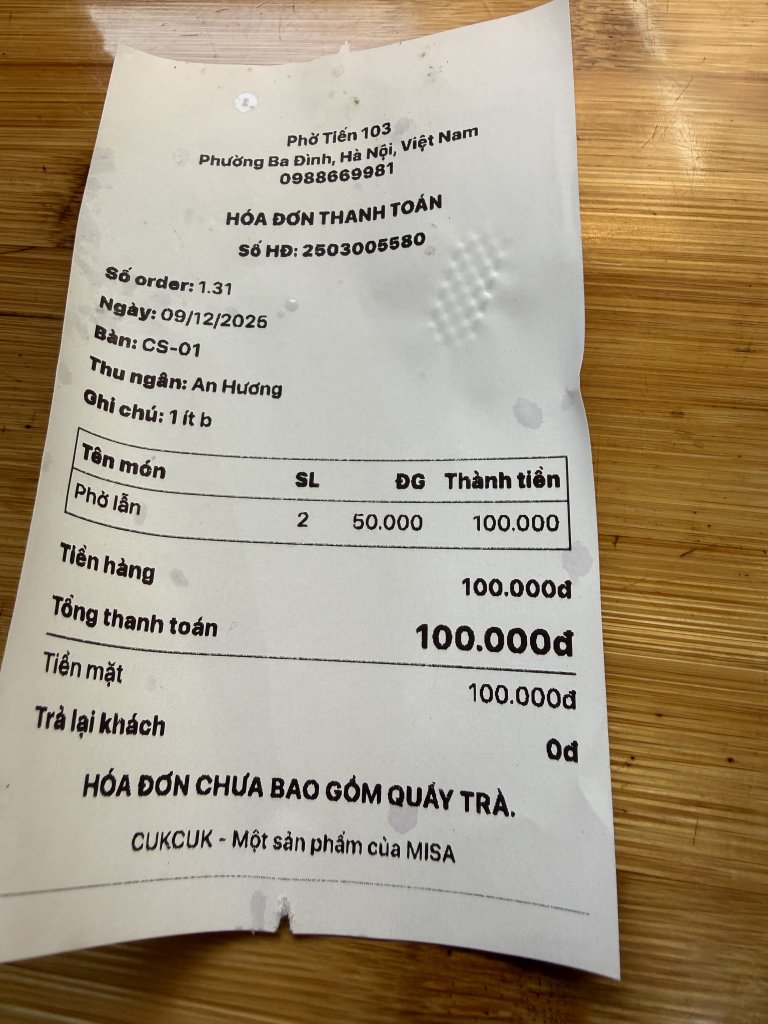 Phở Tiến 103
Phường Ba Đình, Hà Nội, Việt Nam
0988669981
HÓA ĐƠN THANH TOÁN
Số HĐ: 2503005580
Số order: 1.31
Ngày: 09/12/2025
Bàn: CS-01
Thu ngân: An Hương
Ghi chú: 1 ít b
Tên món SL ĐG Thành tiền
Phở lẫn 2 50.000 100.000
Tiền hàng 100.000đ
Tổng thanh toán 100.000đ
Tiền mặt 100.000đ
Trả lại khách 0đ
HÓA ĐƠN CHƯA BAO GỒM QUẨY TRÀ.
CUKCUK - Một sản phẩm của MISA